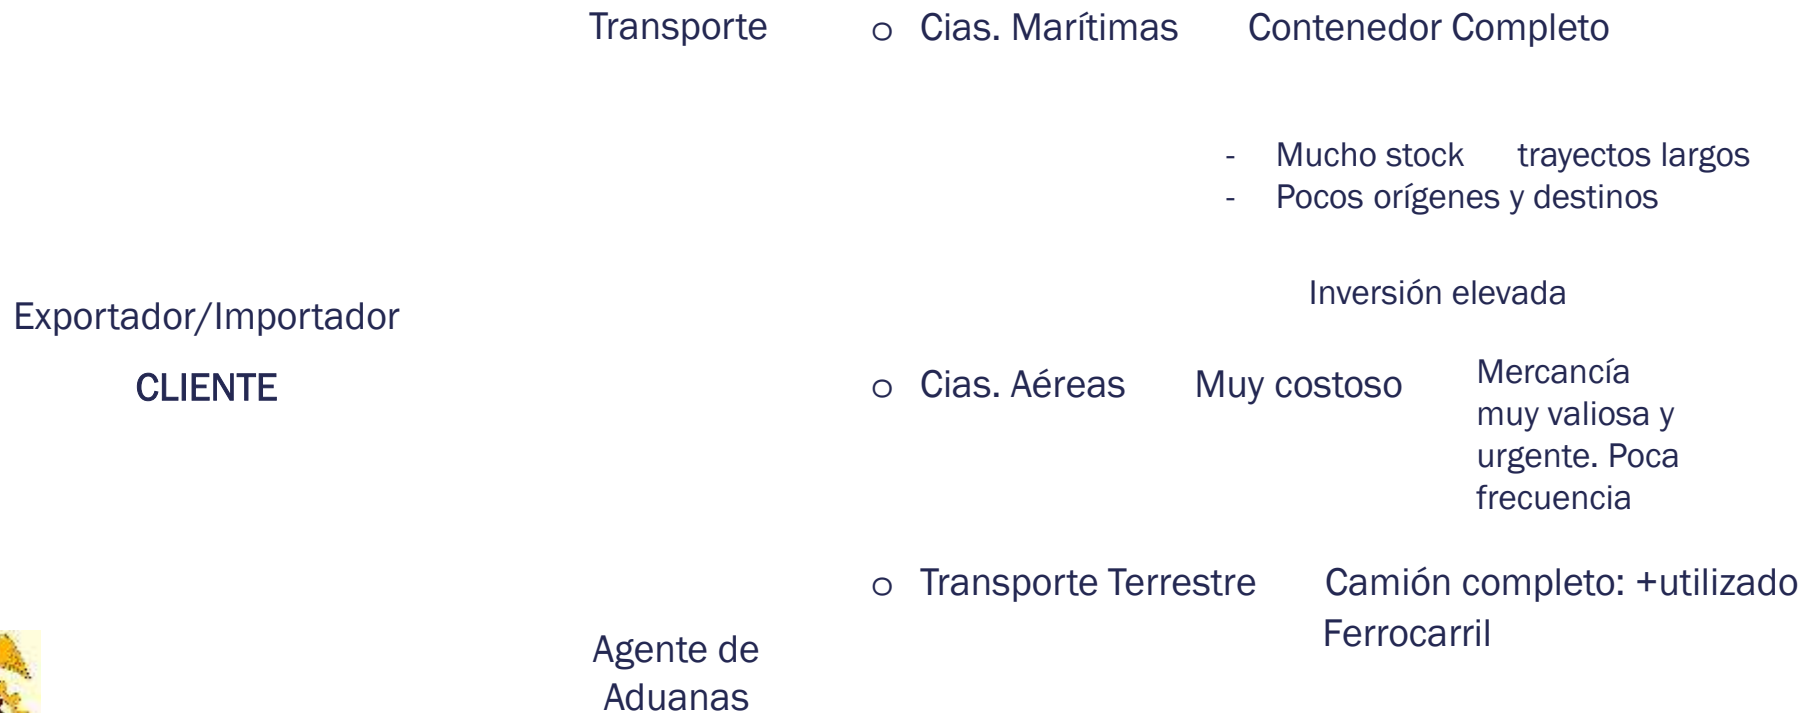 Transporte
o Cias. Marítimas Contenedor Completo
- Mucho stock trayectos largos
- Pocos orígenes y destinos
Inversión elevada
Exportador/Importador
CLIENTE
o Cias. Aéreas Muy costoso
Mercancía
muy valiosa y
urgente. Poca
frecuencia
o Transporte Terrestre Camión completo: +utilizado
Ferrocarril
Agente de
Aduanas